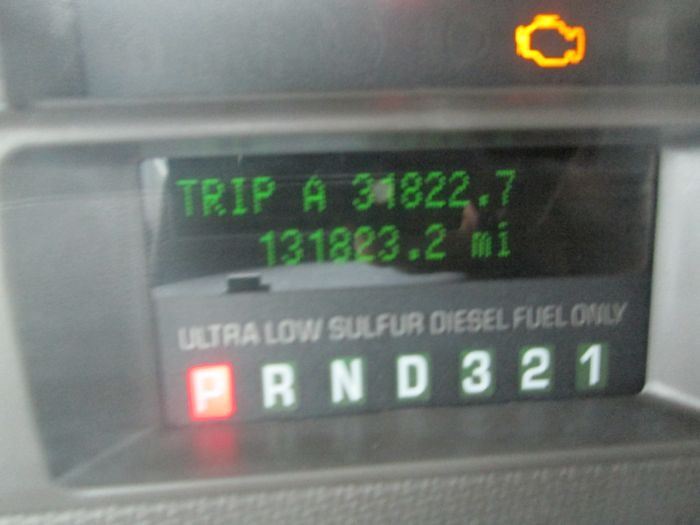 TRIP A 31822.7
131823.2 mi
ULTRA LOW SULFUR DIESEL FUEL ONLY
P R N D 3 2 1